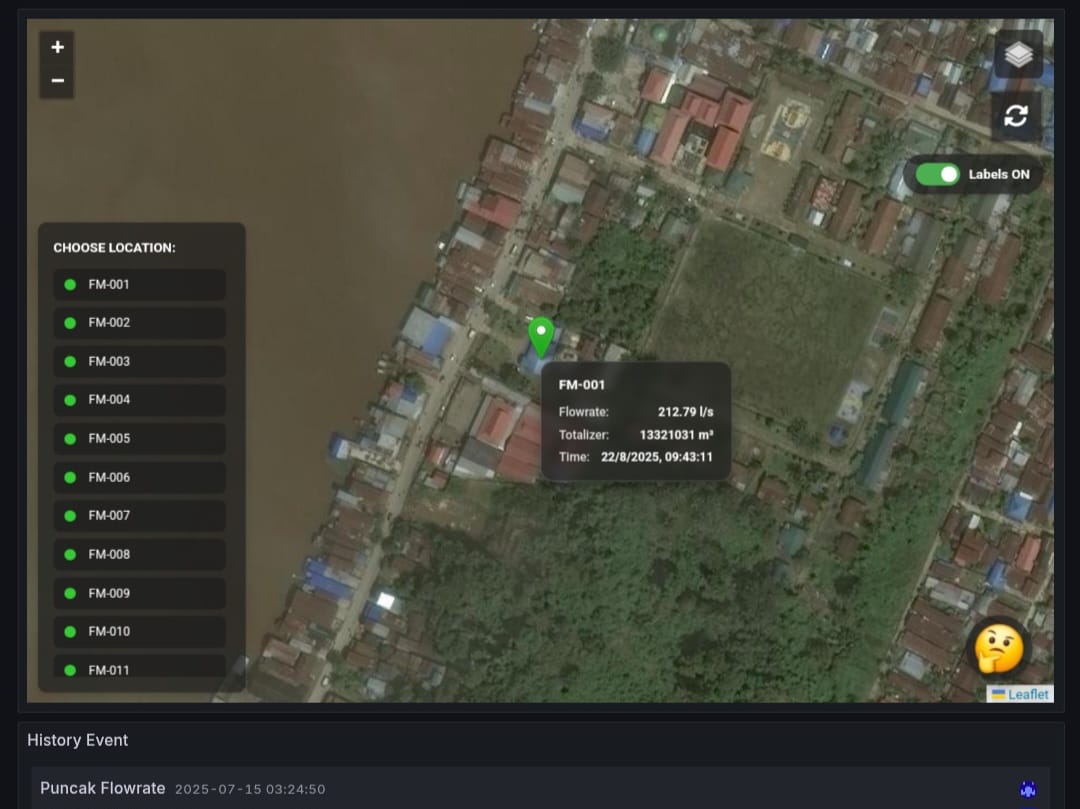 +
−
Labels ON
CHOOSE LOCATION:
FM-001
FM-002
FM-003
FM-004
FM-005
FM-006
FM-007
FM-008
FM-009
FM-010
FM-011
FM-001
Flowrate: 212.79 l/s
Totalizer: 13321031 m³
Time: 22/8/2025, 09:43:11
Leaflet
History Event
Puncak Flowrate 2025-07-15 03:24:50